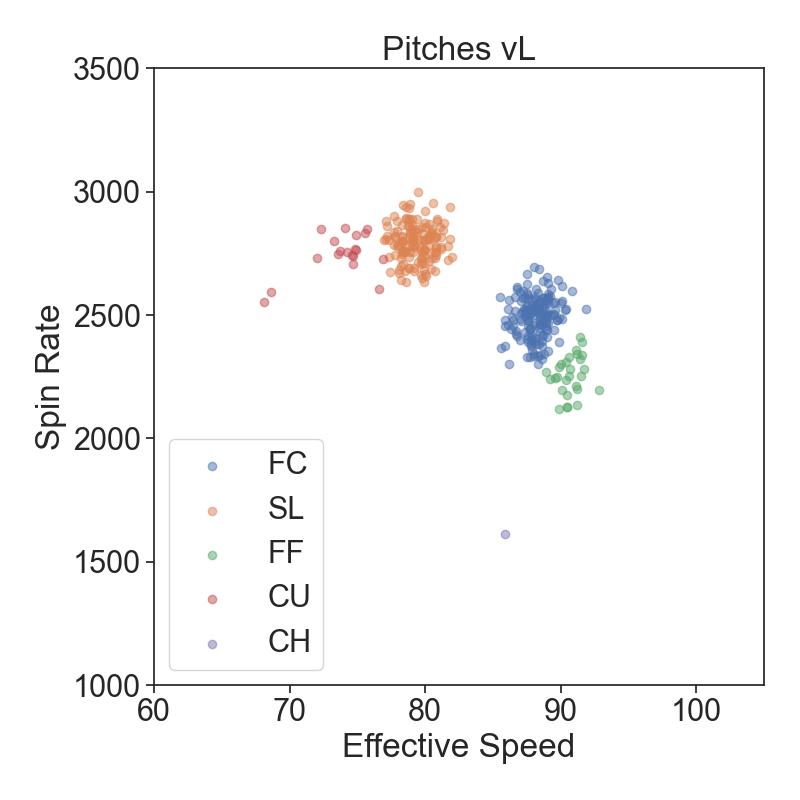 Pitches vL
3500
3000
2500
2000
1500
1000
Spin Rate
FC
SL
FF
CU
CH
60 70 80 90 100
Effective Speed